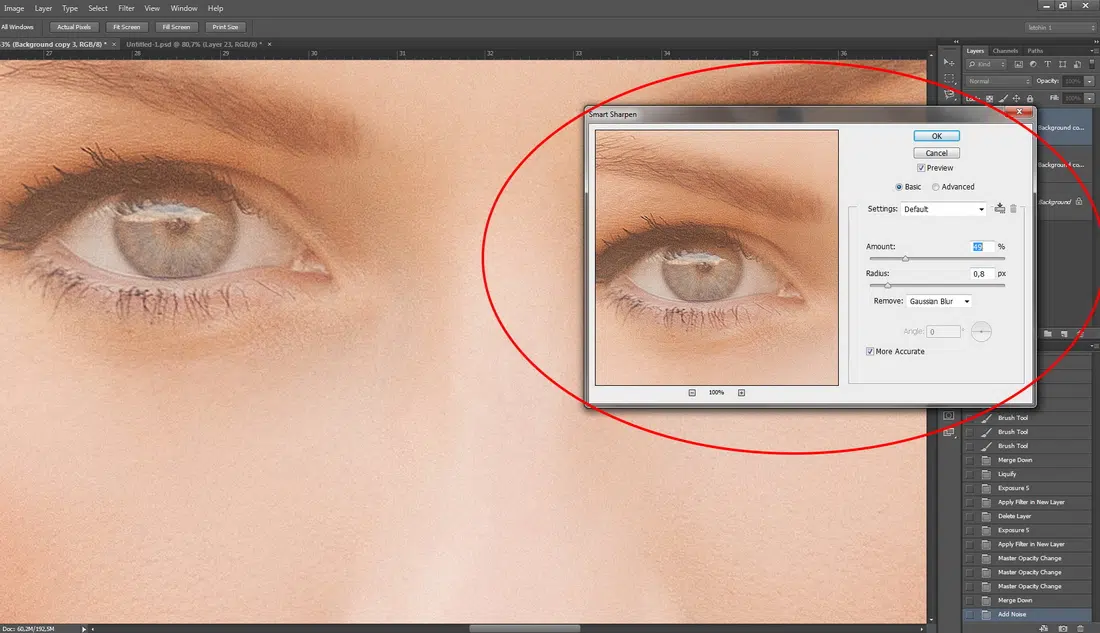 Image Layer Type Select Filter View Window Help
All Windows Actual Pixels Fit Screen Fill Screen Print Size
3% (Background copy 3, RGB/8) * × Untitled-1.psd @ 80,7% (Layer 23, RGB/8) * ×
27 28 29 30 31 32 33 34 35 36
Layers Channels Paths
Kind
Normal Opacity: 100%
Lock: Fill: 100%
Background co...
Background co...
Background
Smart Sharpen
OK
Cancel
Preview
Basic Advanced
Settings: Default
Amount: 49 %
Radius: 0,8 px
Remove: Gaussian Blur
Angle: 0 °
More Accurate
100%
Brush Tool
Brush Tool
Brush Tool
Merge Down
Liquify
Exposure 5
Apply Filter in New Layer
Delete Layer
Exposure 5
Apply Filter in New Layer
Master Opacity Change
Master Opacity Change
Master Opacity Change
Merge Down
Add Noise
Doc: 60,2M/192,5M